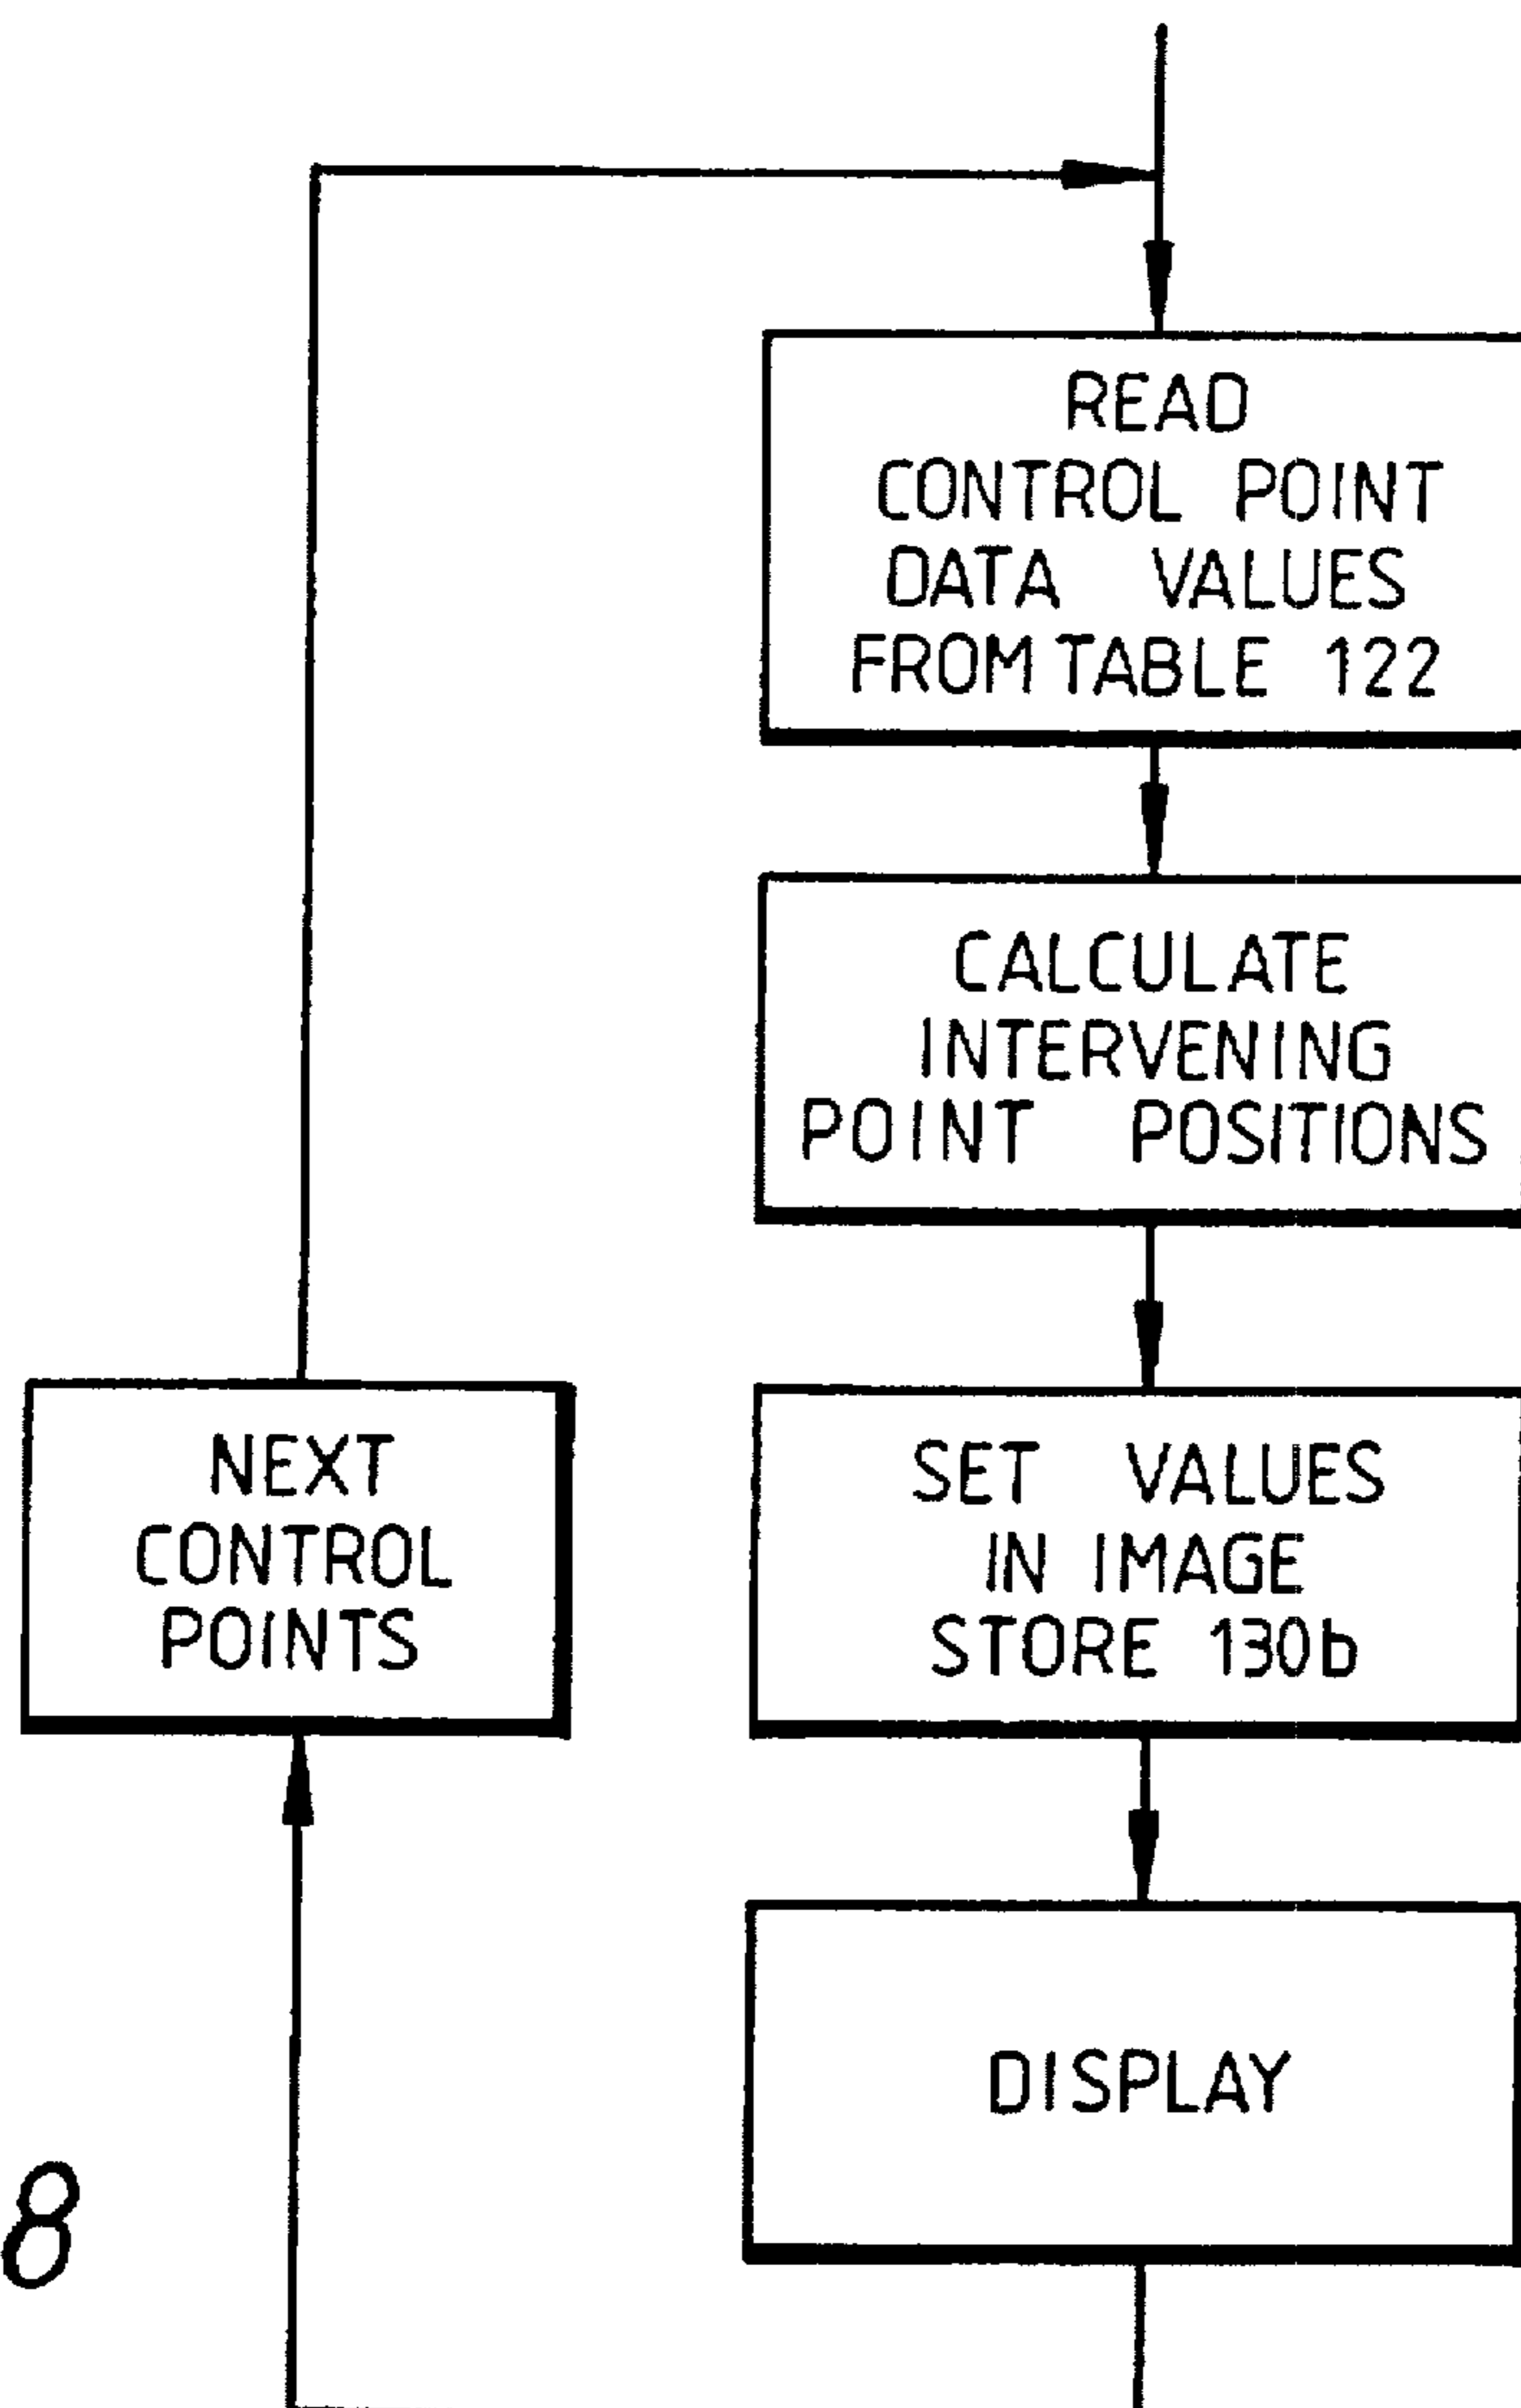 READ
CONTROL POINT
DATA VALUES
FROM TABLE 122
CALCULATE
INTERVENING
POINT POSITIONS
NEXT
CONTROL
POINTS
SET VALUES
IN IMAGE
STORE 130b
DISPLAY
8